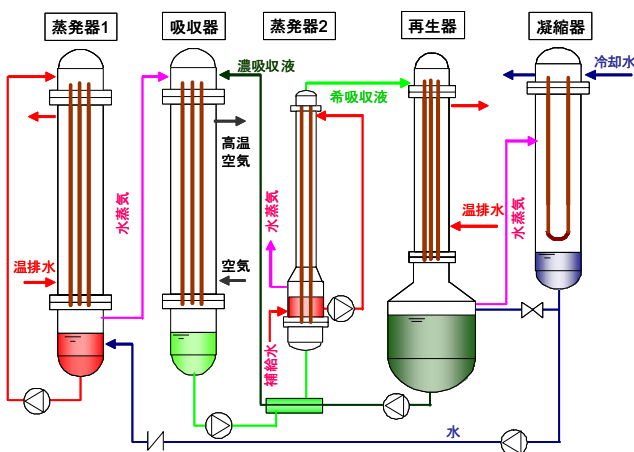 蒸発器1
吸収器
蒸発器2
再生器
凝縮器
冷却水
濃吸収液
希吸収液
高温
空気
水蒸気
水蒸気
水蒸気
温排水
温排水
空気
補給水
水